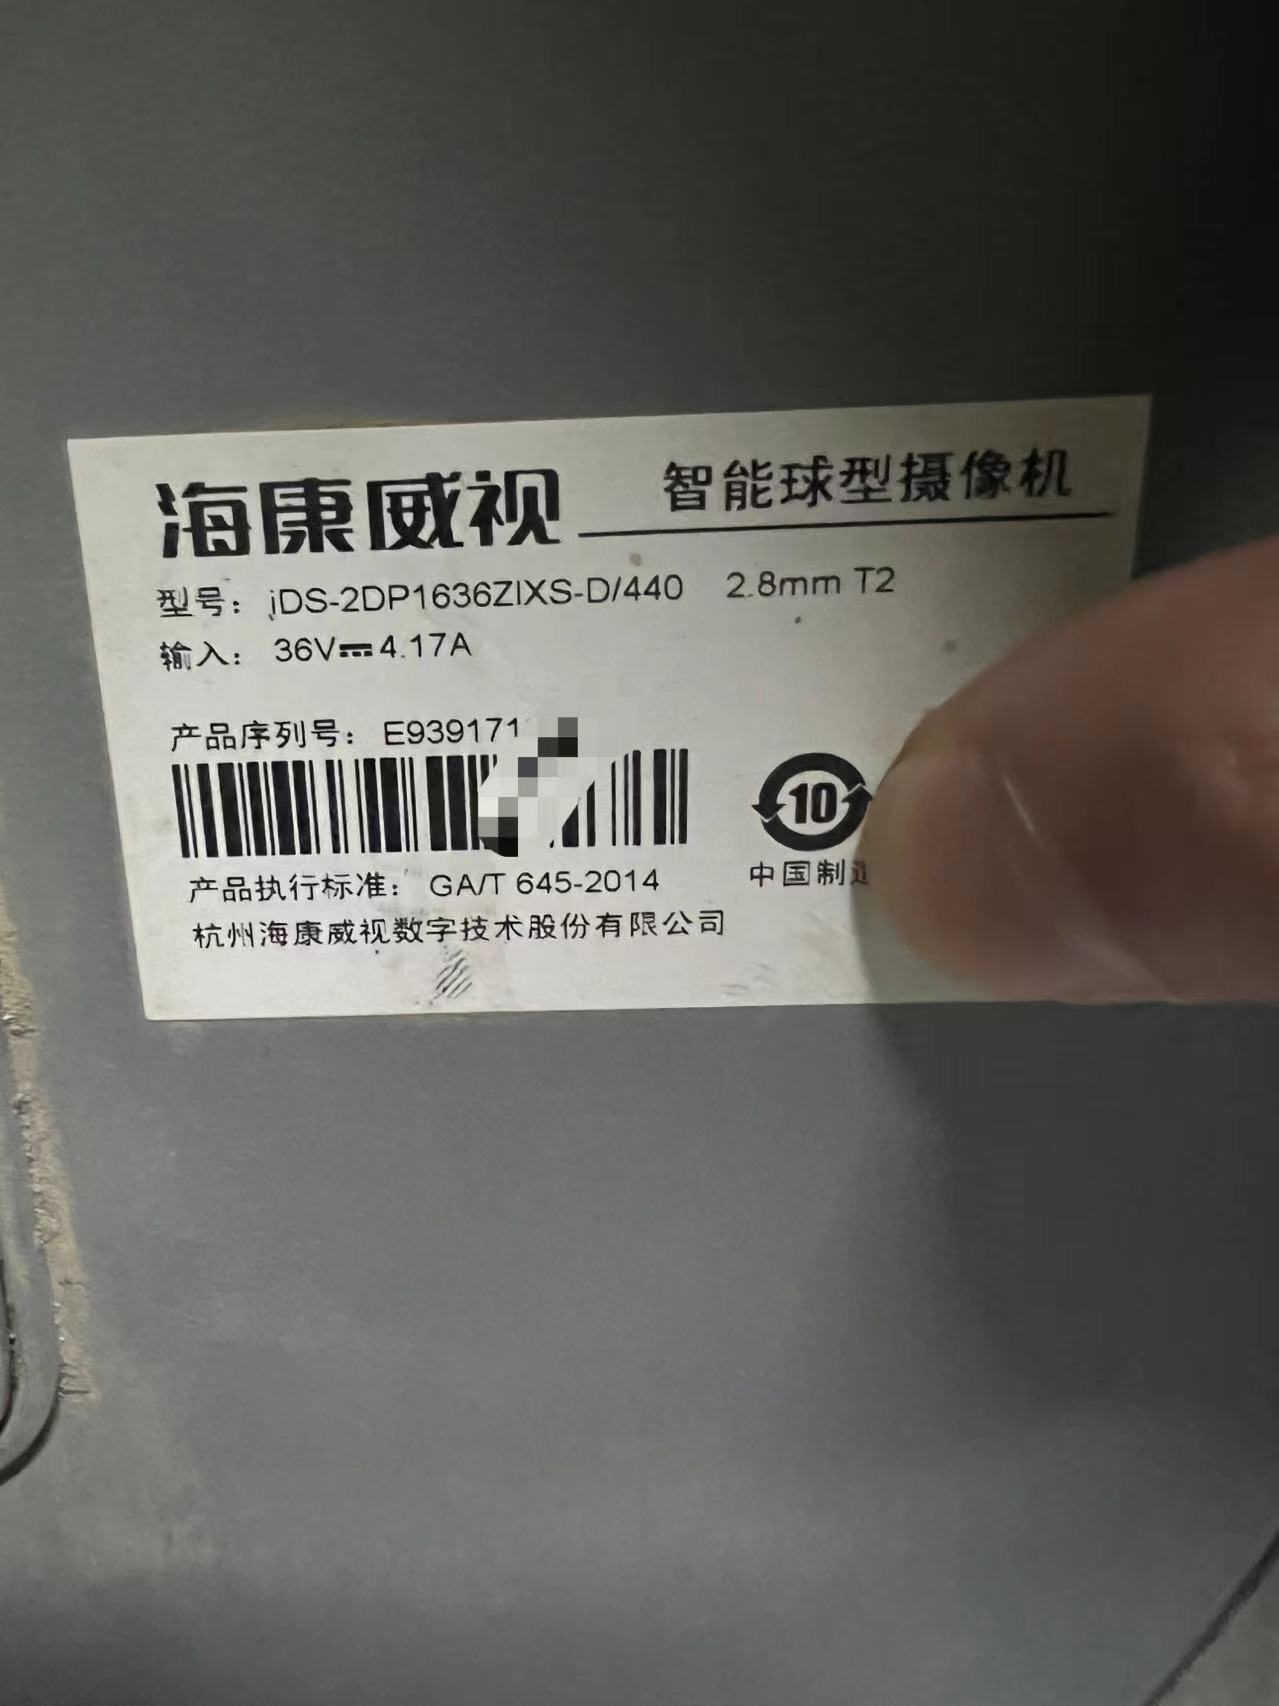 海康威视 智能球型摄像机
型号： iDS-2DP1636ZIXS-D/440 2.8mm T2
输入： 36V⎓4.17A
产品序列号： E939171
10
中国制造
产品执行标准： GA/T 645-2014
杭州海康威视数字技术股份有限公司